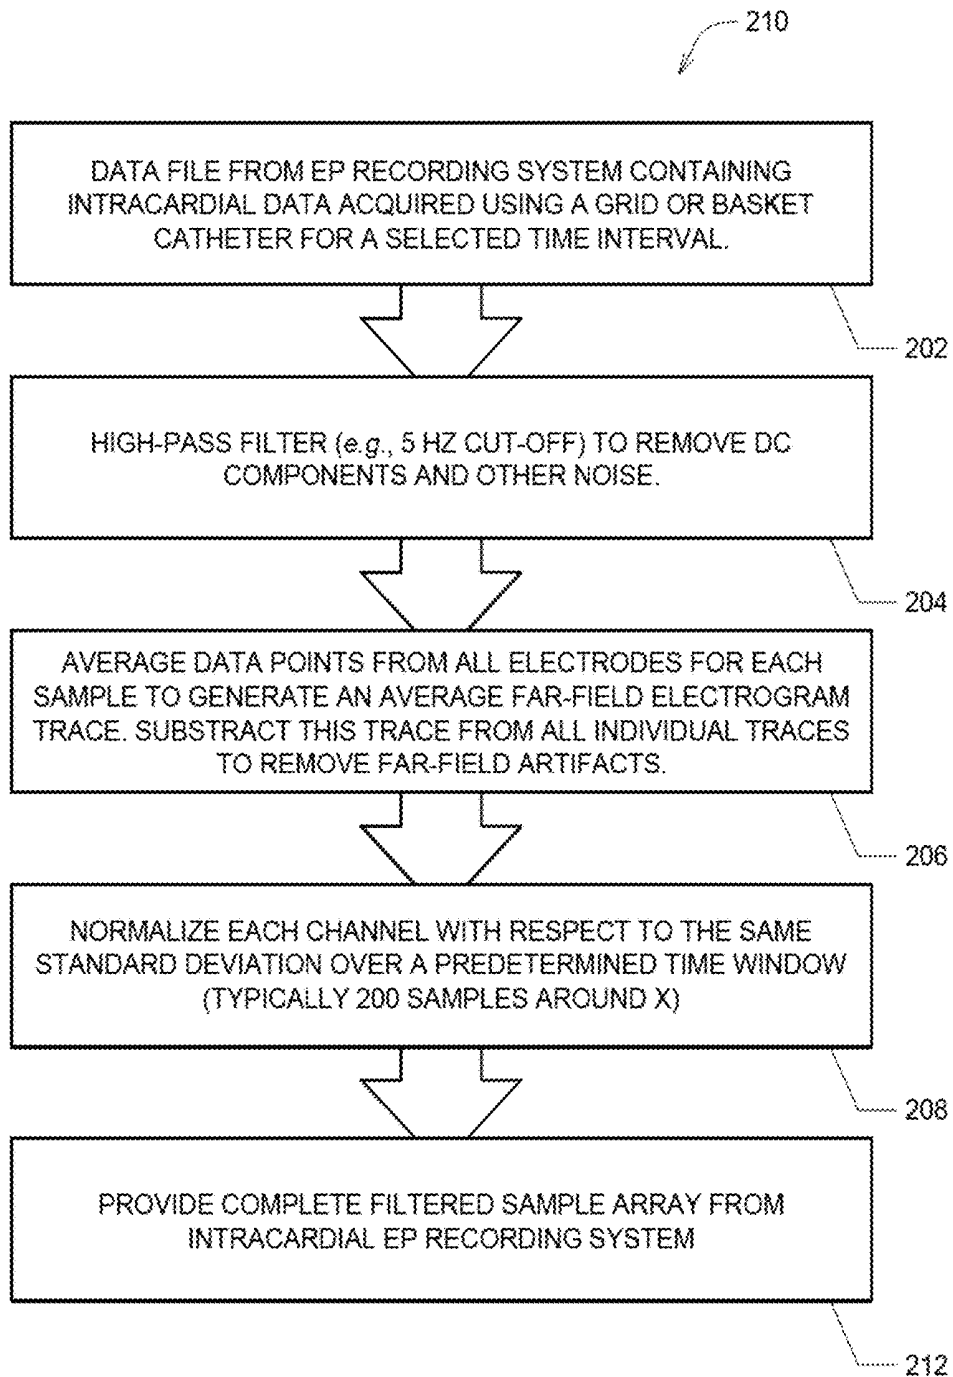 210
DATA FILE FROM EP RECORDING SYSTEM CONTAINING
INTRACARDIAL DATA ACQUIRED USING A GRID OR BASKET
CATHETER FOR A SELECTED TIME INTERVAL.
202
HIGH-PASS FILTER (e.g., 5 HZ CUT-OFF) TO REMOVE DC
COMPONENTS AND OTHER NOISE.
204
AVERAGE DATA POINTS FROM ALL ELECTRODES FOR EACH
SAMPLE TO GENERATE AN AVERAGE FAR-FIELD ELECTROGRAM
TRACE. SUBSTRACT THIS TRACE FROM ALL INDIVIDUAL TRACES
TO REMOVE FAR-FIELD ARTIFACTS.
206
NORMALIZE EACH CHANNEL WITH RESPECT TO THE SAME
STANDARD DEVIATION OVER A PREDETERMINED TIME WINDOW
(TYPICALLY 200 SAMPLES AROUND X)
208
PROVIDE COMPLETE FILTERED SAMPLE ARRAY FROM
INTRACARDIAL EP RECORDING SYSTEM
212